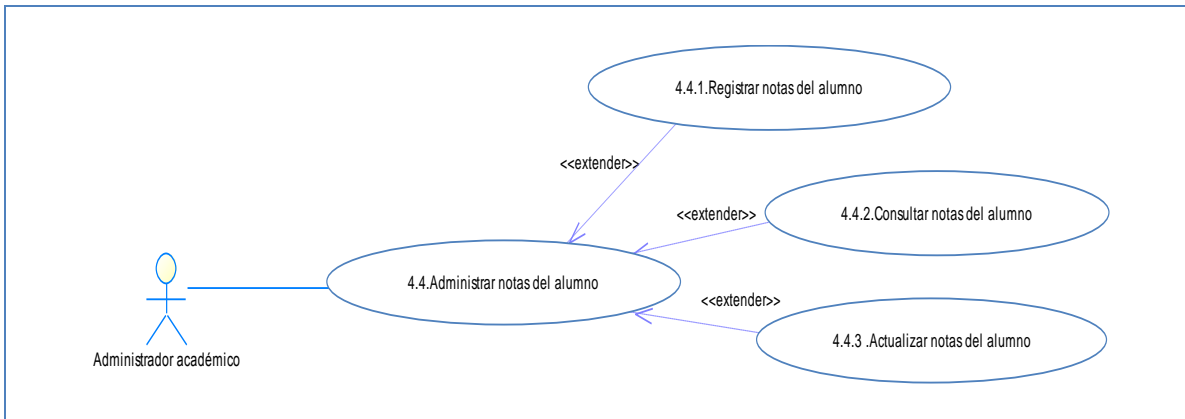 4.4.1.Registrar notas del alumno
<<extender>>
4.4.2.Consultar notas del alumno
<<extender>>
4.4.Administrar notas del alumno
<<extender>>
4.4.3 .Actualizar notas del alumno
Administrador académico